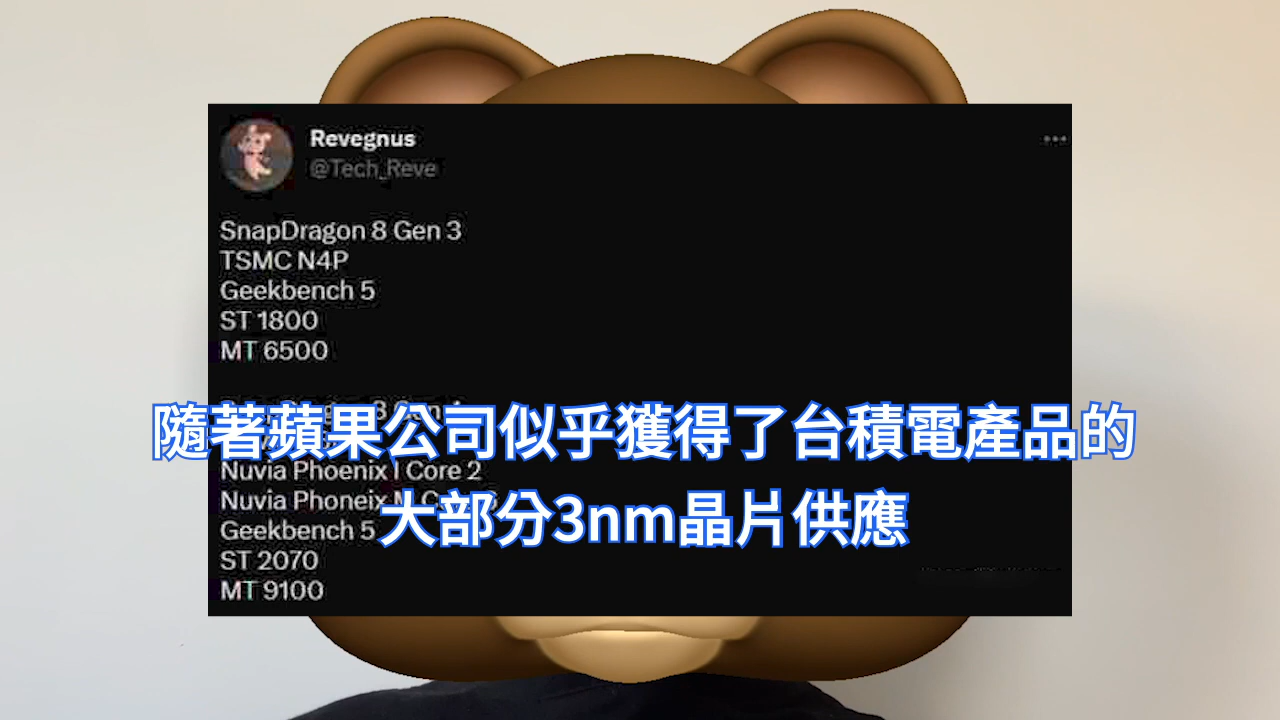 Revegnus
@Tech_Reve
SnapDragon 8 Gen 3
TSMC N4P
Geekbench 5
ST 1800
MT 6500
隨著蘋果公司似乎獲得了台積電產品的
Nuvia Phoenix l Core 2
Nuvia Phoneix M
大部分3nm晶片供應
Geekbench 5
ST 2070
MT 9100